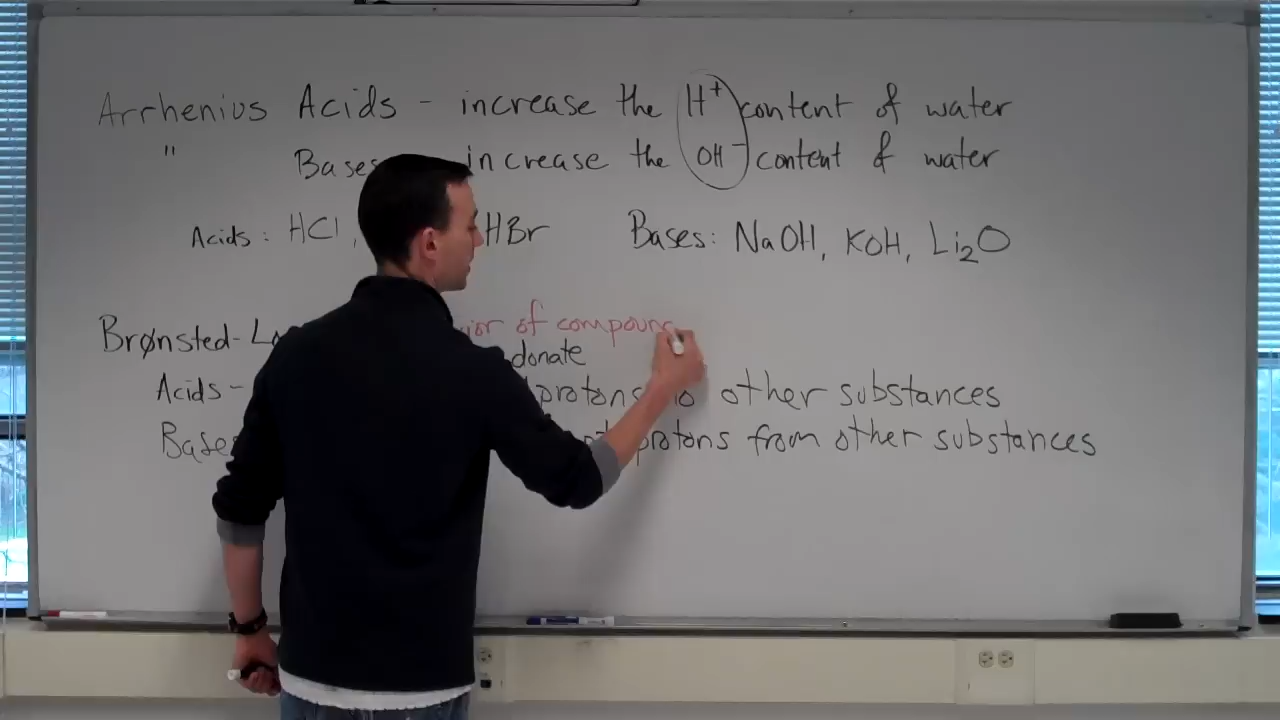 Arrhenius Acids - increase the H+ content of water
" Bases increase the OH- content of water
Acids: HCl, HBr Bases: NaOH, KOH, Li2O
Brønsted- of compoun
donate
Acids - protons to other substances
Bases protons from other substances